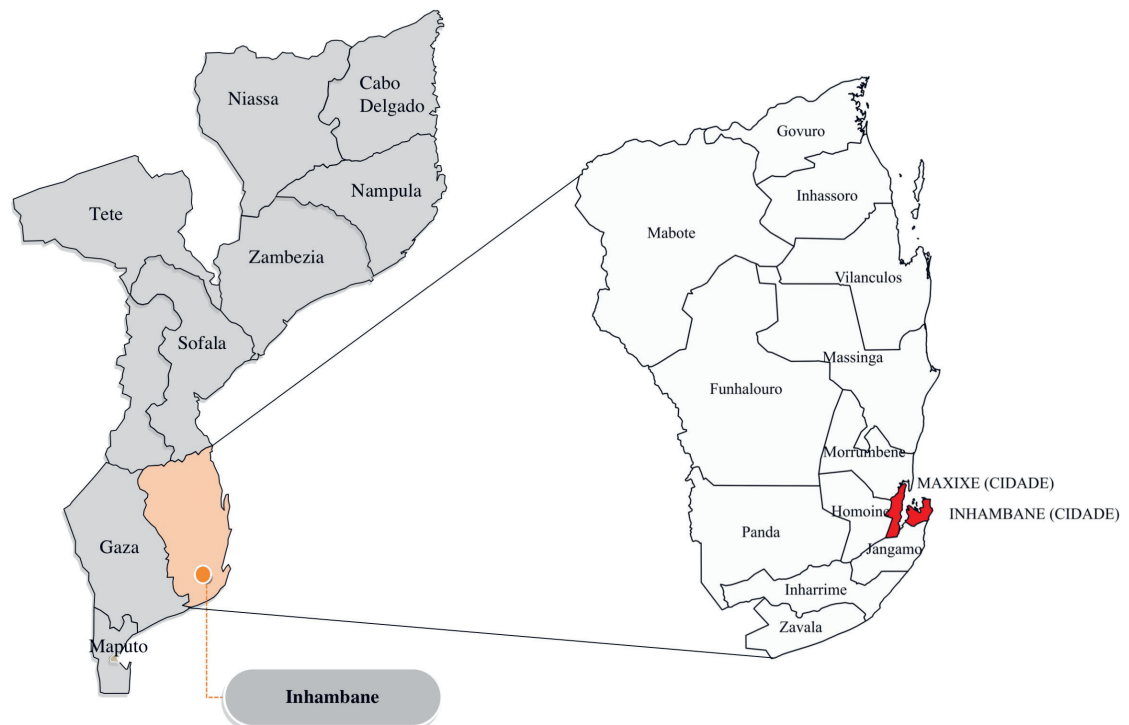 Niassa
Cabo
Delgado
Nampula
Tete
Zambezia
Sofala
Gaza
Maputo
Inhambane
Govuro
Inhassoro
Mabote
Vilanculos
Massinga
Funhalouro
Morrumbene
MAXIXE (CIDADE)
Homoine
INHAMBANE (CIDADE)
Panda
Jangamo
Inharrime
Zavala